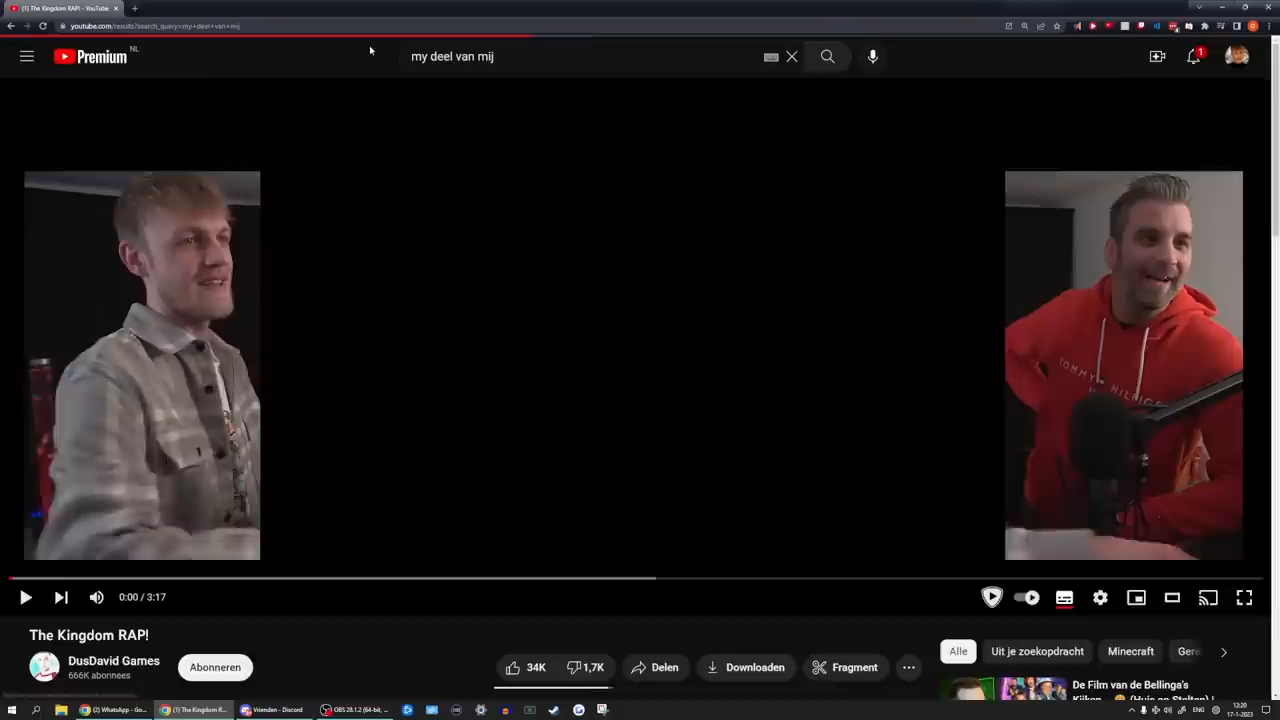 (1) The Kingdom RAP! - YouTube
youtube.com/results?search_query=my+deel+van+mij
Premium NL
my deel van mij
1
TOMMY HILFIGER
0:00 / 3:17
The Kingdom RAP!
DusDavid Games
666K abonnees
Abonneren
34K
1,7K
Delen
Downloaden
Fragment
Alle
Uit je zoekopdracht
Minecraft
Gere
De Film van de Bellinga's
(2) WhatsApp - Go...
(1) The Kingdom R...
Vrienden - Discord
OBS 28.1.2 (64-bit, ...
ENG
12:20
17-1-2023